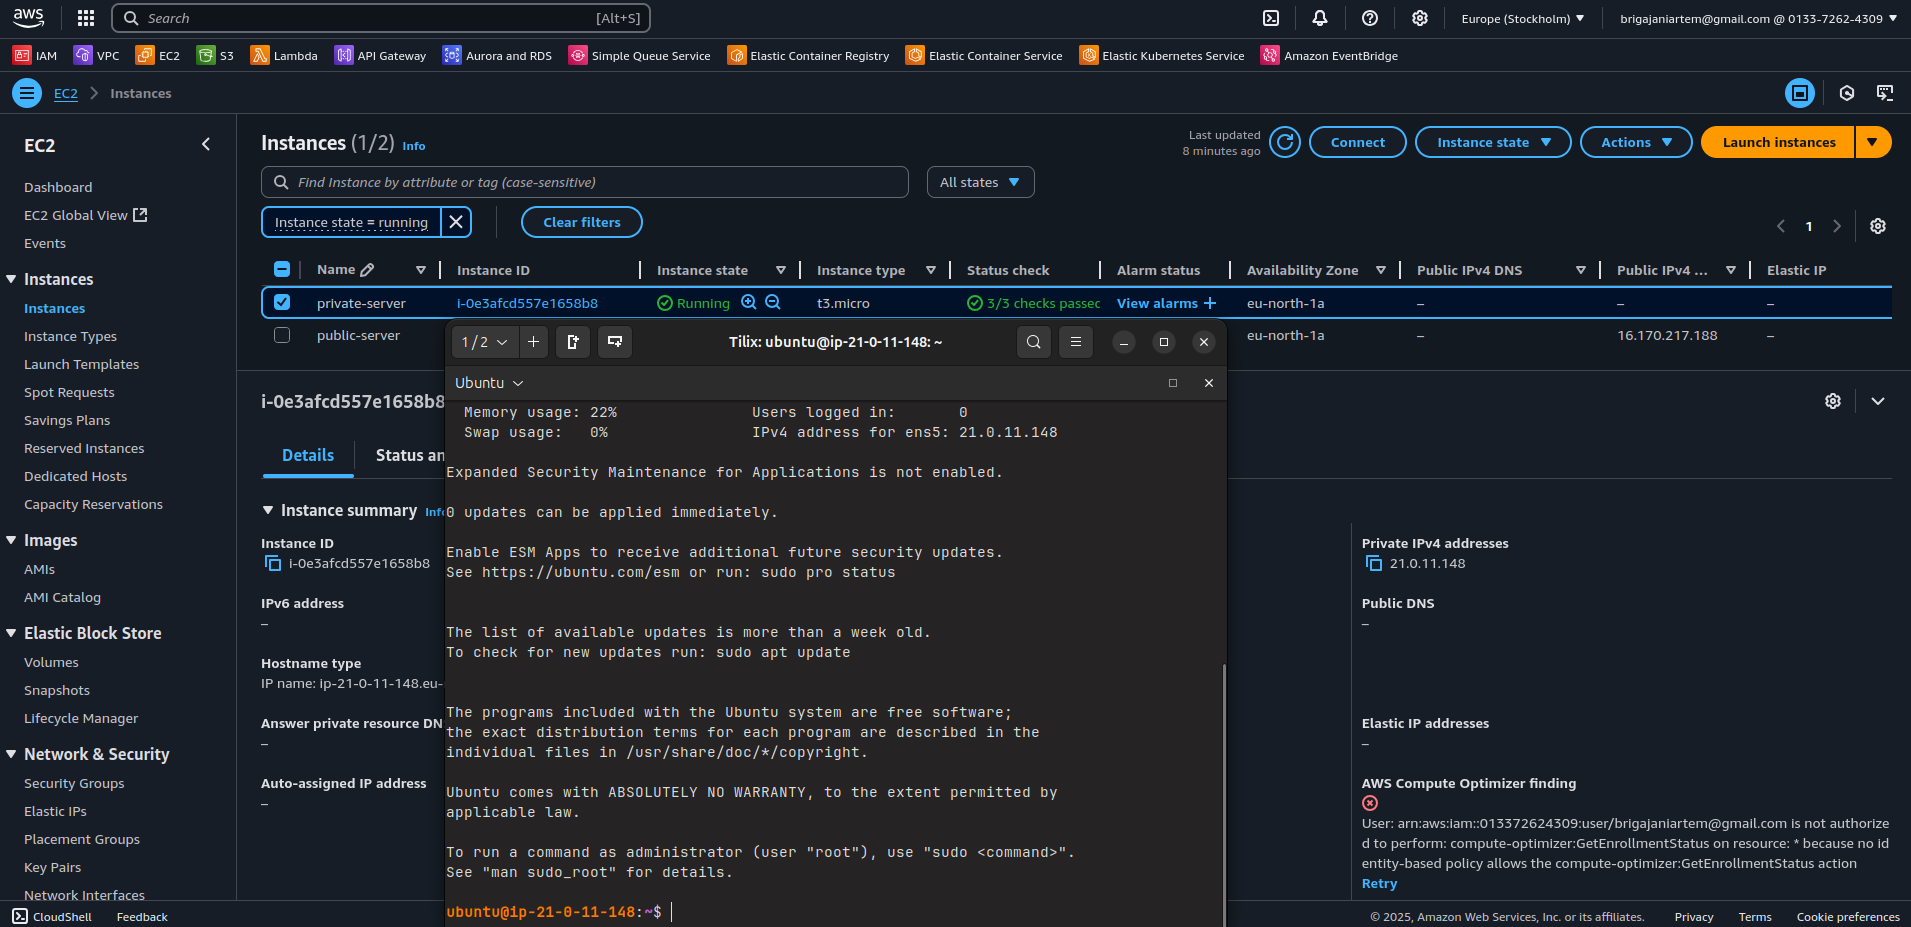 aws
Search [Alt+S]
Europe (Stockholm)
brigajaniartem@gmail.com @ 0133-7262-4309
IAM VPC EC2 S3 Lambda API Gateway Aurora and RDS Simple Queue Service Elastic Container Registry Elastic Container Service Elastic Kubernetes Service Amazon EventBridge
EC2 Instances
EC2
Dashboard
EC2 Global View
Events
Instances
Instances
Instance Types
Launch Templates
Spot Requests
Savings Plans
Reserved Instances
Dedicated Hosts
Capacity Reservations
Images
AMIs
AMI Catalog
Elastic Block Store
Volumes
Snapshots
Lifecycle Manager
Network & Security
Security Groups
Elastic IPs
Placement Groups
Key Pairs
Network Interfaces
Instances (1/2) Info
Last updated
8 minutes ago
Connect
Instance state
Actions
Launch instances
Find Instance by attribute or tag (case-sensitive)
All states
Instance state = running
Clear filters
1
Name Instance ID Instance state Instance type Status check Alarm status Availability Zone Public IPv4 DNS Public IPv4 ... Elastic IP
private-server i-0e3afcd557e1658b8 Running t3.micro 3/3 checks passec View alarms + eu-north-1a – – –
public-server eu-north-1a – 16.170.217.188 –
i-0e3afcd557e1658b8
Details Status an
Instance summary Info
Instance ID
i-0e3afcd557e1658b8
IPv6 address
–
Hostname type
IP name: ip-21-0-11-148.eu-
Answer private resource DN
–
Auto-assigned IP address
–
1 / 2
Tilix: ubuntu@ip-21-0-11-148: ~
Ubuntu
Memory usage: 22% Users logged in: 0
Swap usage: 0% IPv4 address for ens5: 21.0.11.148
Expanded Security Maintenance for Applications is not enabled.
0 updates can be applied immediately.
Enable ESM Apps to receive additional future security updates.
See https://ubuntu.com/esm or run: sudo pro status
The list of available updates is more than a week old.
To check for new updates run: sudo apt update
The programs included with the Ubuntu system are free software;
the exact distribution terms for each program are described in the
individual files in /usr/share/doc/*/copyright.
Ubuntu comes with ABSOLUTELY NO WARRANTY, to the extent permitted by
applicable law.
To run a command as administrator (user "root"), use "sudo <command>".
See "man sudo_root" for details.
ubuntu@ip-21-0-11-148:~$
Private IPv4 addresses
21.0.11.148
Public DNS
–
Elastic IP addresses
–
AWS Compute Optimizer finding
User: arn:aws:iam::013372624309:user/brigajaniartem@gmail.com is not authorize
d to perform: compute-optimizer:GetEnrollmentStatus on resource: * because no id
entity-based policy allows the compute-optimizer:GetEnrollmentStatus action
Retry
CloudShell Feedback
© 2025, Amazon Web Services, Inc. or its affiliates. Privacy Terms Cookie preferences